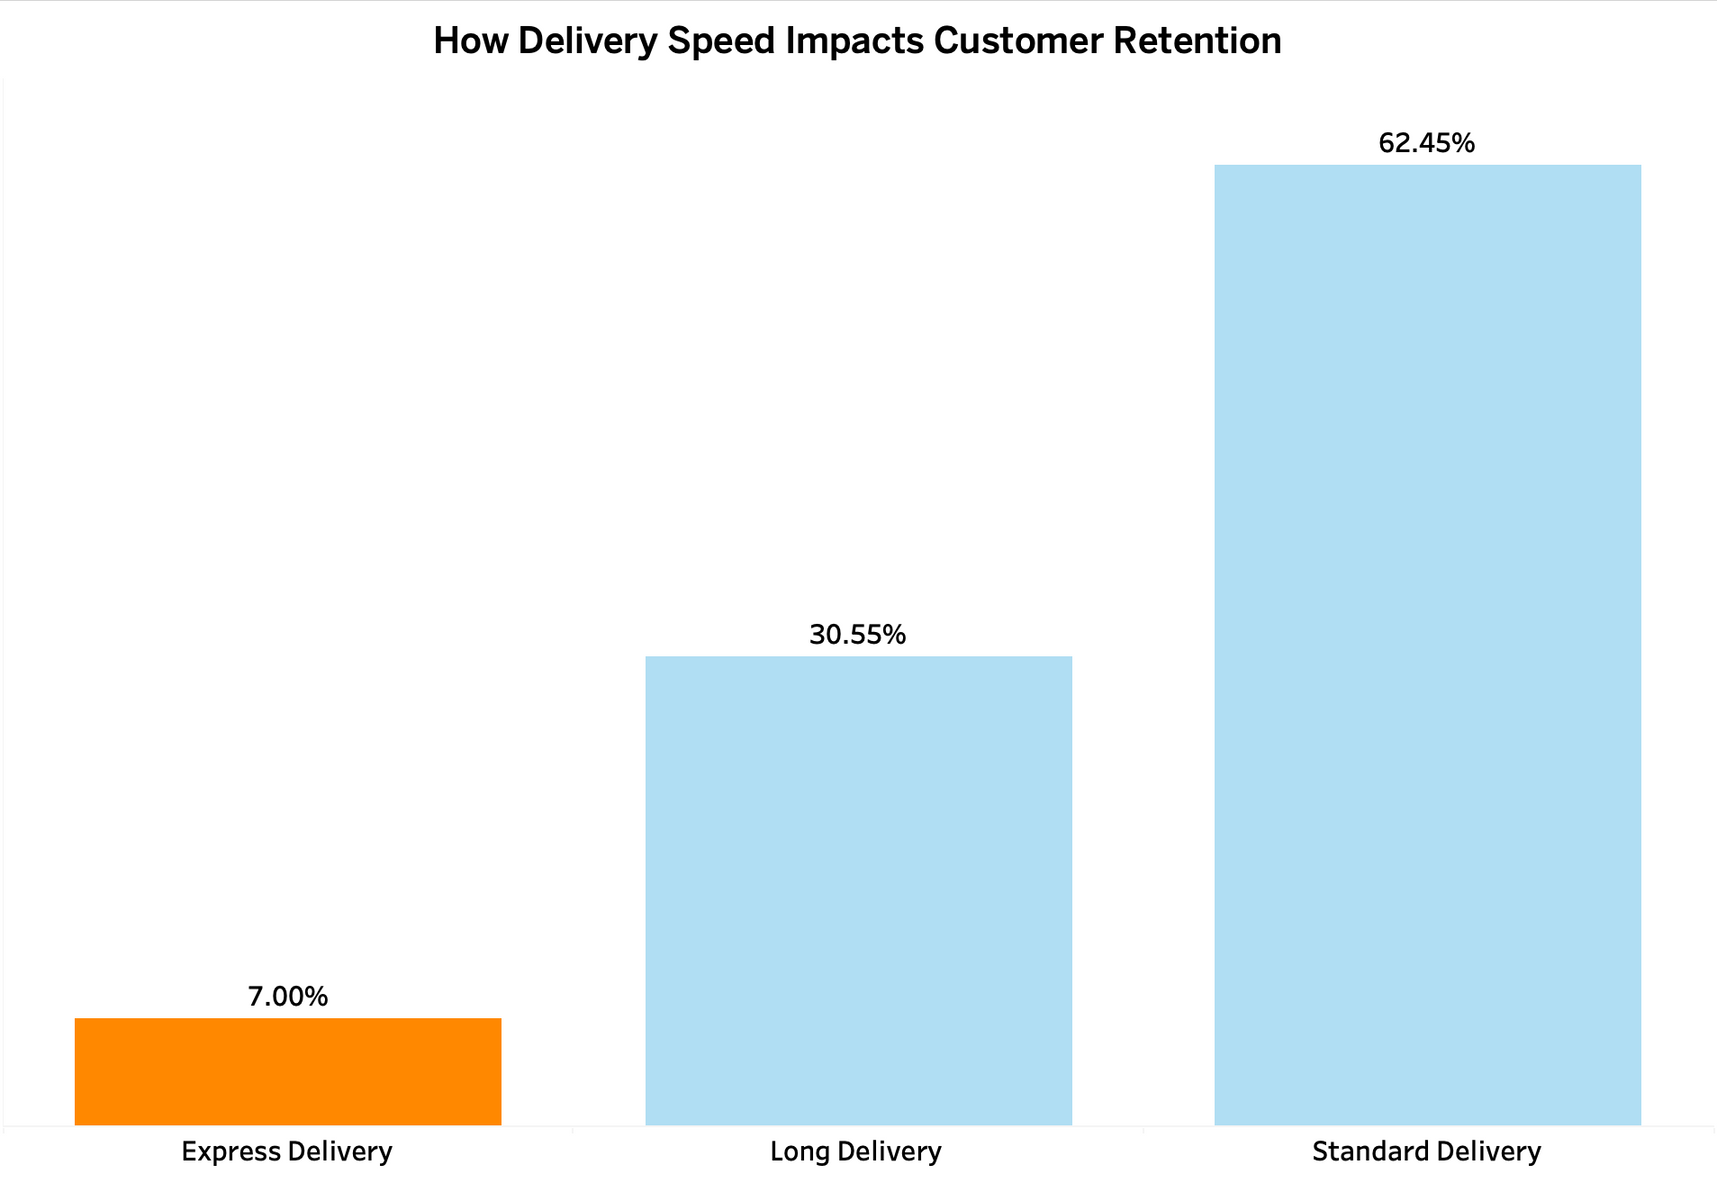 How Delivery Speed Impacts Customer Retention
62.45%
30.55%
7.00%
Express Delivery
Long Delivery
Standard Delivery